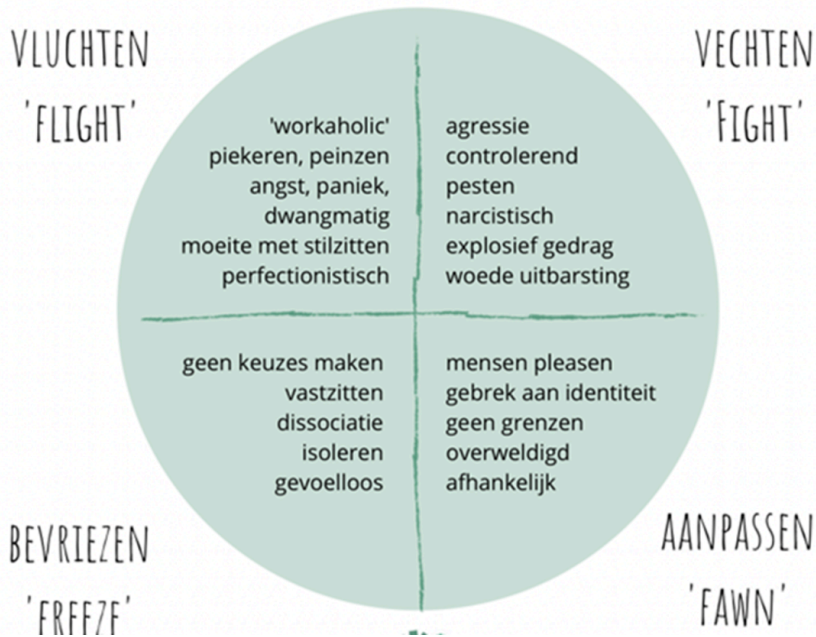 VLUCHTEN
'FLIGHT'
'workaholic'
piekeren, peinzen
angst, paniek,
dwangmatig
moeite met stilzitten
perfectionistisch
VECHTEN
'FIGHT'
agressie
controlerend
pesten
narcistisch
explosief gedrag
woede uitbarsting
geen keuzes maken
vastzitten
dissociatie
isoleren
gevoelloos
BEVRIEZEN
'FREEZE'
mensen pleasen
gebrek aan identiteit
geen grenzen
overweldigd
afhankelijk
AANPASSEN
'FAWN'